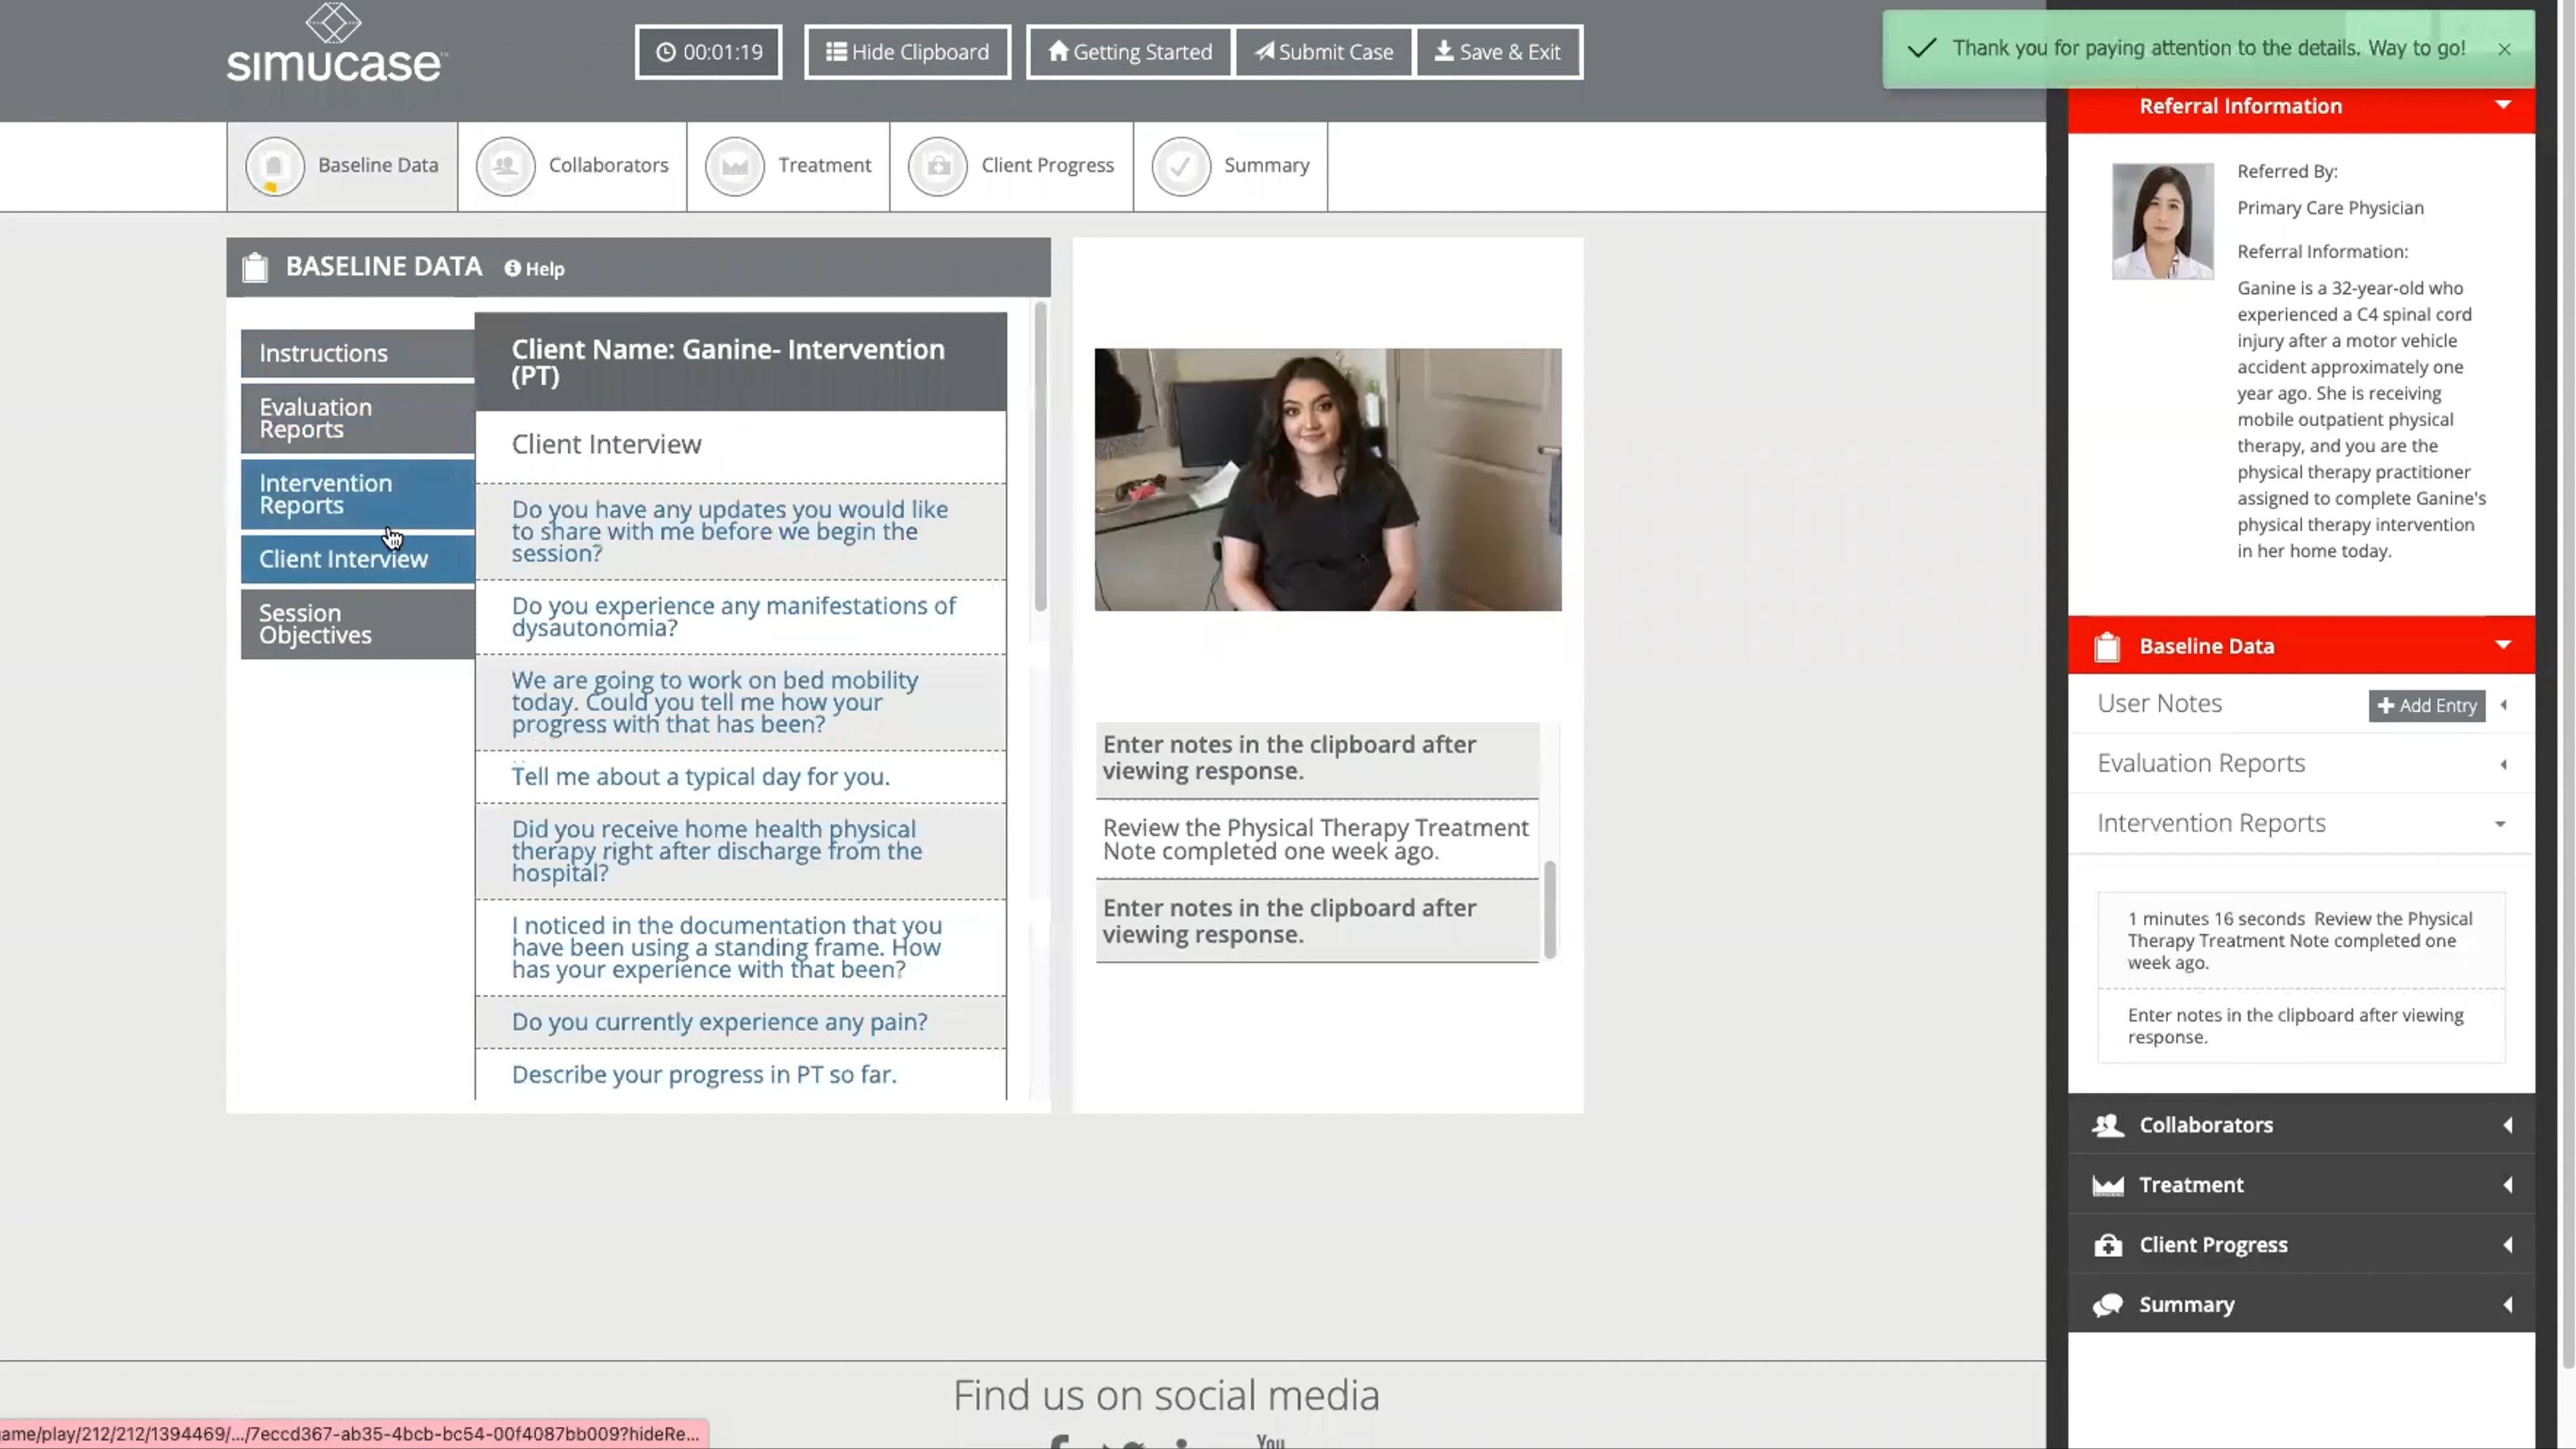 simucase
00:01:19
Hide Clipboard
Getting Started
Submit Case
Save & Exit
Thank you for paying attention to the details. Way to go!
Baseline Data
Collaborators
Treatment
Client Progress
Summary
BASELINE DATA
Help
Instructions
Evaluation
Reports
Intervention
Reports
Client Interview
Session
Objectives
Client Name: Ganine- Intervention
(PT)
Client Interview
Do you have any updates you would like
to share with me before we begin the
session?
Do you experience any manifestations of
dysautonomia?
We are going to work on bed mobility
today. Could you tell me how your
progress with that has been?
Tell me about a typical day for you.
Did you receive home health physical
therapy right after discharge from the
hospital?
I noticed in the documentation that you
have been using a standing frame. How
has your experience with that been?
Do you currently experience any pain?
Describe your progress in PT so far.
Enter notes in the clipboard after
viewing response.
Review the Physical Therapy Treatment
Note completed one week ago.
Enter notes in the clipboard after
viewing response.
Referral Information
Referred By:
Primary Care Physician
Referral Information:
Ganine is a 32-year-old who
experienced a C4 spinal cord
injury after a motor vehicle
accident approximately one
year ago. She is receiving
mobile outpatient physical
therapy, and you are the
physical therapy practitioner
assigned to complete Ganine's
physical therapy intervention
in her home today.
Baseline Data
User Notes
Add Entry
Evaluation Reports
Intervention Reports
1 minutes 16 seconds Review the Physical
Therapy Treatment Note completed one
week ago.
Enter notes in the clipboard after viewing
response.
Collaborators
Treatment
Client Progress
Summary
Find us on social media
You
ame/play/212/212/1394469/.../7eccd367-ab35-4bcb-bc54-00f4087bb009?hideRe...